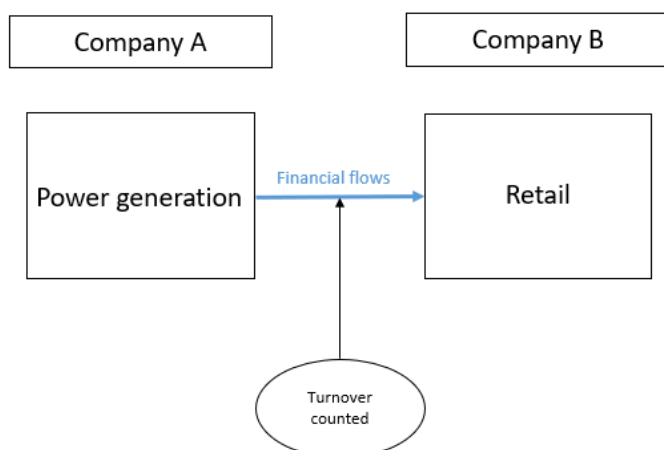 Company A
Company B
Power generation
Financial flows
Retail
Turnover
counted